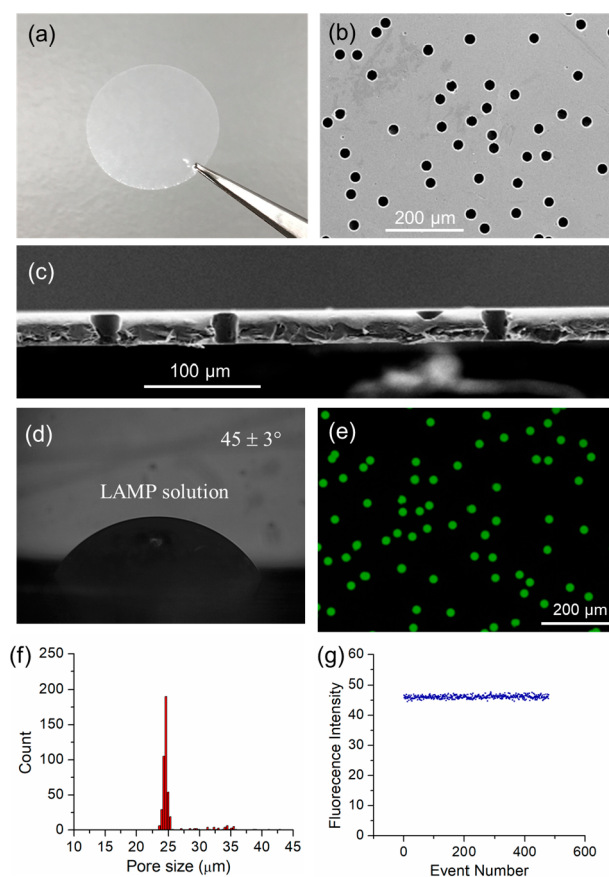 (a)
(b)
200 μm
(c)
100 μm
(d)
45 ± 3°
LAMP solution
(e)
200 μm
(f)
250
200
150
100
50
0
Count
10 15 20 25 30 35 40 45
Pore size (μm)
(g)
60
50
40
30
20
10
0
Fluorecence Intensity
0 200 400 600
Event Number